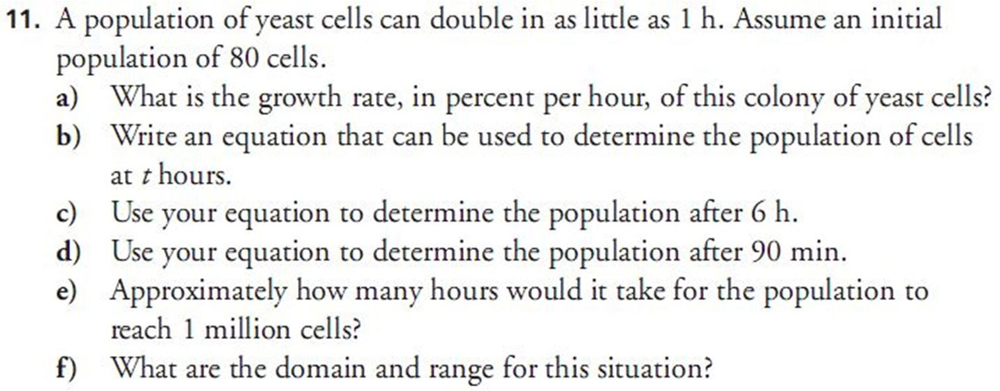 11. A population of yeast cells can double in as little as 1 h. Assume an initial
population of 80 cells.
a) What is the growth rate, in percent per hour, of this colony of yeast cells?
b) Write an equation that can be used to determine the population of cells
at t hours.
c) Use your equation to determine the population after 6 h.
d) Use your equation to determine the population after 90 min.
e) Approximately how many hours would it take for the population to
reach 1 million cells?
f) What are the domain and range for this situation?